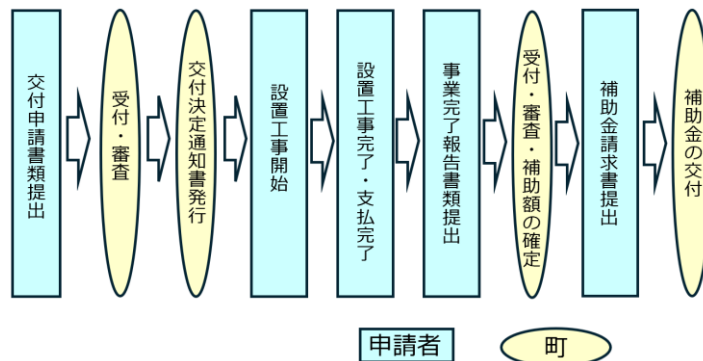 交付申請書類提出
受付・審査
交付決定通知書発行
設置工事開始
設置工事完了・支払完了
事業完了報告書類提出
受付・審査・補助額の確定
補助金請求書提出
補助金の交付
申請者
町